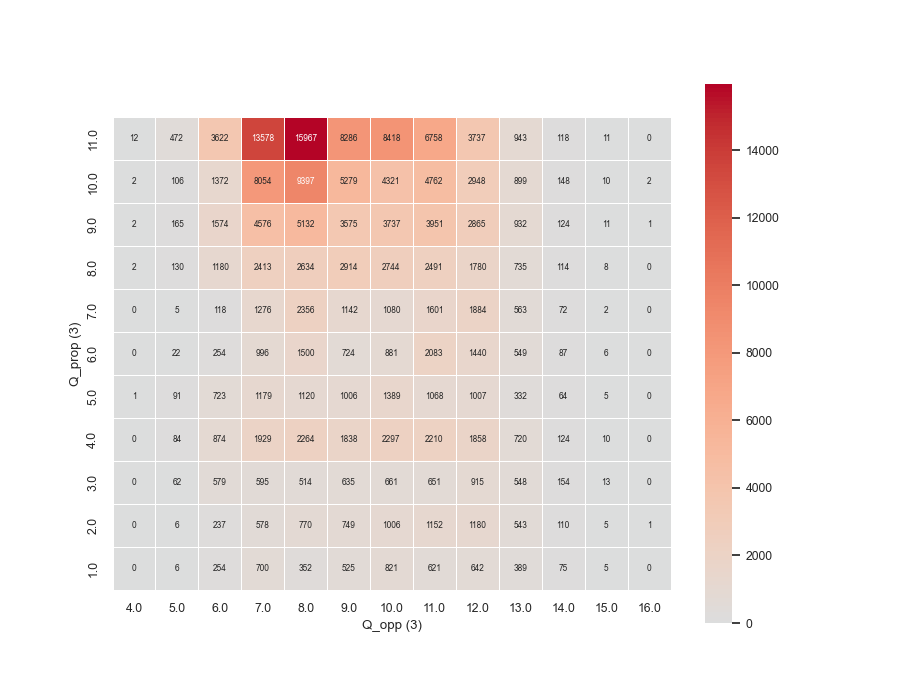 11.0 12 472 3622 13578 15967 8286 8418 6758 3737 943 118 11 0
10.0 2 106 1372 8054 9397 5279 4321 4762 2948 899 148 10 2
9.0 2 165 1574 4576 5132 3575 3737 3951 2865 932 124 11 1
8.0 2 130 1180 2413 2634 2914 2744 2491 1780 735 114 8 0
7.0 0 5 118 1276 2356 1142 1080 1601 1884 563 72 2 0
6.0 0 22 254 996 1500 724 881 2083 1440 549 87 6 0
5.0 1 91 723 1179 1120 1006 1389 1068 1007 332 64 5 0
4.0 0 84 874 1929 2264 1838 2297 2210 1858 720 124 10 0
3.0 0 62 579 595 514 635 661 651 915 548 154 13 0
2.0 0 6 237 578 770 749 1006 1152 1180 543 110 5 1
1.0 0 6 254 700 352 525 821 621 642 389 75 5 0
4.0 5.0 6.0 7.0 8.0 9.0 10.0 11.0 12.0 13.0 14.0 15.0 16.0
Q_opp (3)
Q_prop (3)
14000
12000
10000
8000
6000
4000
2000
0